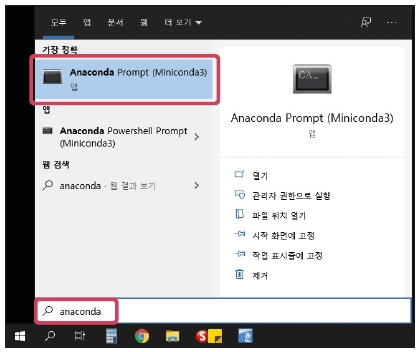 모두 앱 문서 웹 더 보기
가장 정확
Anaconda Prompt (Miniconda3)
앱
앱
Anaconda Powershell Prompt
(Miniconda3)
웹 검색
anaconda - 웹 결과 보기
Anaconda Prompt (Miniconda3)
앱
열기
관리자 권한으로 실행
파일 위치 열기
시작 화면에 고정
작업 표시줄에 고정
제거
anaconda